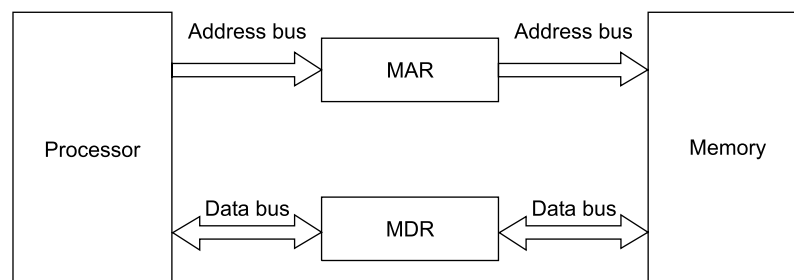 Address bus
Address bus
MAR
Processor
Memory
Data bus
Data bus
MDR